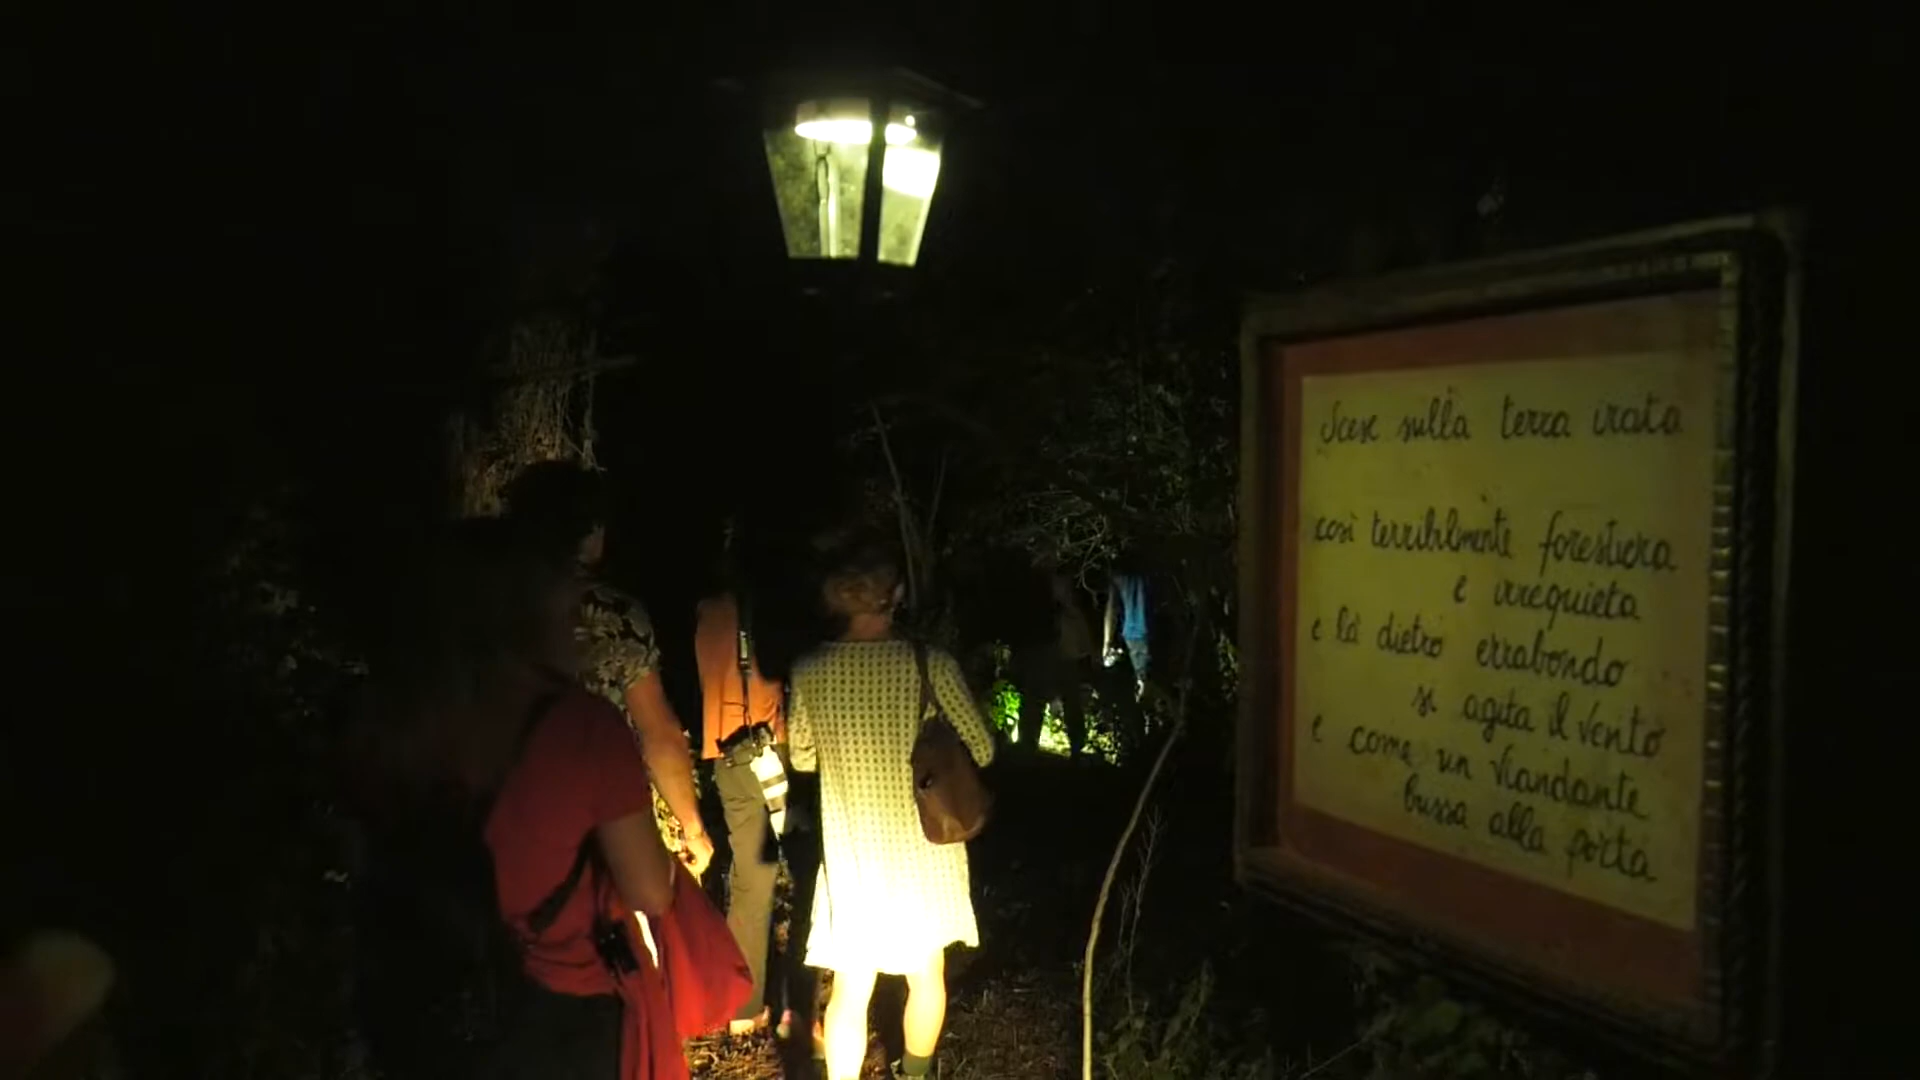 Scese sulla terra irata
così terribilmente forestiera
e irrequieta
e là dietro errabondo
si agita il vento
e come un viandante
bussa alla porta